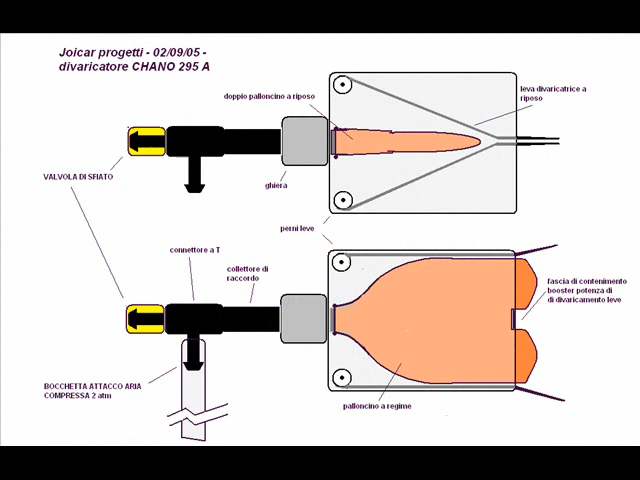 Joicar progetti - 02/09/05 -
divaricatore CHANO 295 A
doppio palloncino a riposo
leva divaricatrice a
riposo
VALVOLA DI SFIATO
ghiera
perni leve
connettore a T
collettore di
raccordo
fascia di contenimento
booster potenza di
di divaricamento leve
BOCCHETTA ATTACCO ARIA
COMPRESSA 2 atm
palloncino a regime